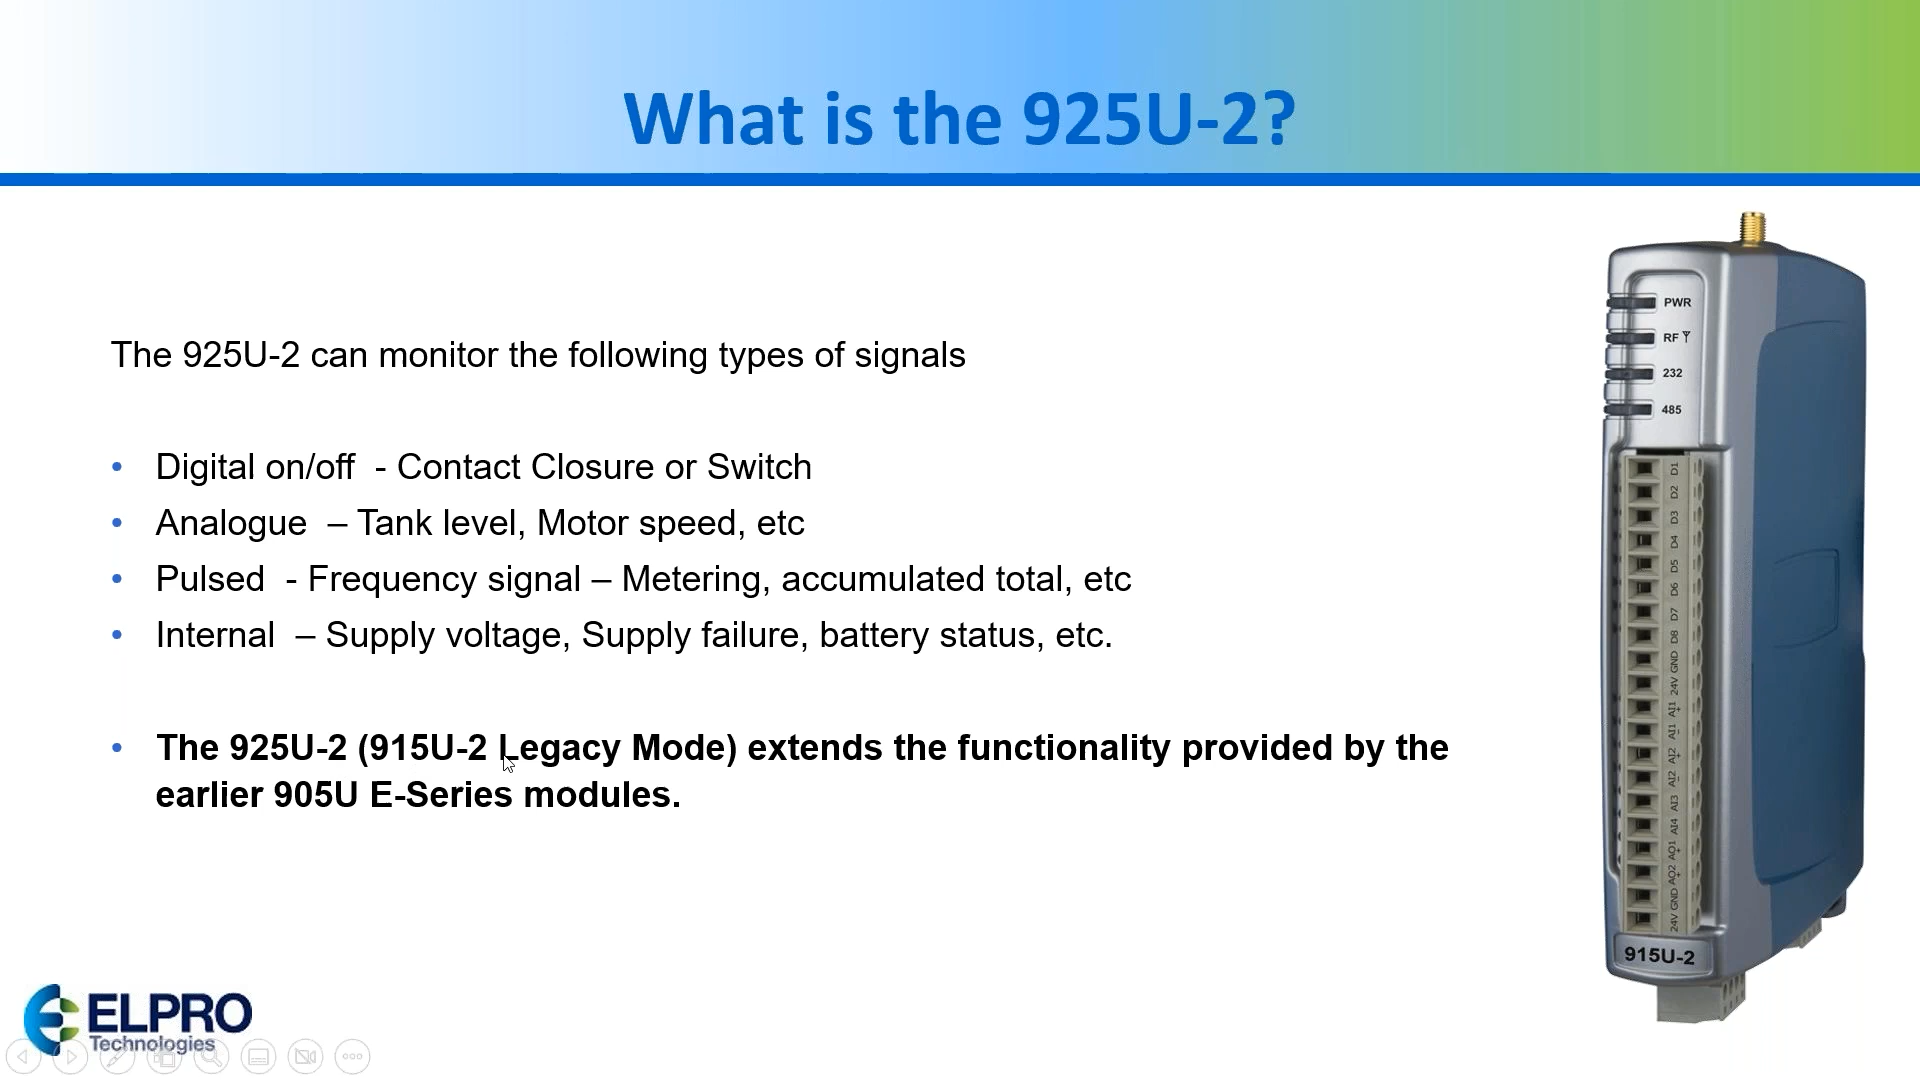 What is the 925U-2?
The 925U-2 can monitor the following types of signals
• Digital on/off - Contact Closure or Switch
• Analogue – Tank level, Motor speed, etc
• Pulsed - Frequency signal – Metering, accumulated total, etc
• Internal – Supply voltage, Supply failure, battery status, etc.
• The 925U-2 (915U-2 Legacy Mode) extends the functionality provided by the
earlier 905U E-Series modules.
PWR
RF
232
485
D1
D2
D3
D4
D5
D6
D7
D8
GND
24V
AI1
+
AI1
-
AI2
+
AI2
-
AI3
AI4
AO1
+
AO2
+
GND
24V
915U-2
ELPRO
Technologies